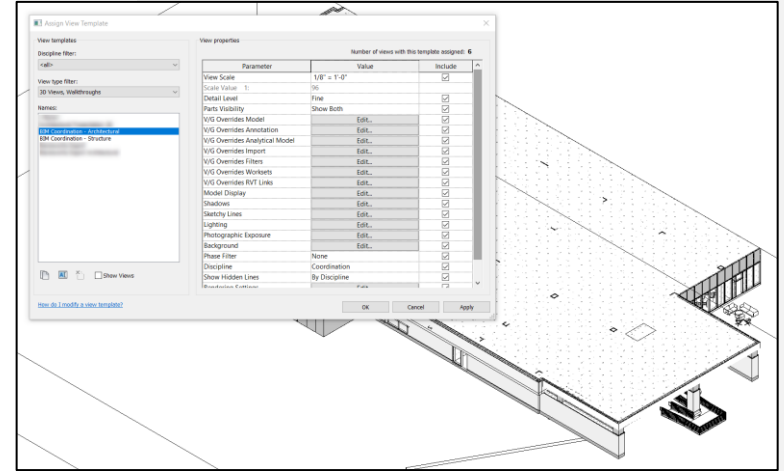 Assign View Template
View templates
Discipline filter:
<all>
View type filter:
3D Views, Walkthroughs
Names:
BIM Coordination - Architectural
BIM Coordination - Structure
Show Views
How do I modify a view template?
View properties
Number of views with this template assigned: 6
Parameter Value Include
View Scale 1/8" = 1'-0"
Scale Value 1: 96
Detail Level Fine
Parts Visibility Show Both
V/G Overrides Model Edit...
V/G Overrides Annotation Edit...
V/G Overrides Analytical Model Edit...
V/G Overrides Import Edit...
V/G Overrides Filters Edit...
V/G Overrides Worksets Edit...
V/G Overrides RVT Links Edit...
Model Display Edit...
Shadows Edit...
Sketchy Lines Edit...
Lighting Edit...
Photographic Exposure Edit...
Background Edit...
Phase Filter None
Discipline Coordination
Show Hidden Lines By Discipline
Rendering Settings Edit...
OK Cancel Apply